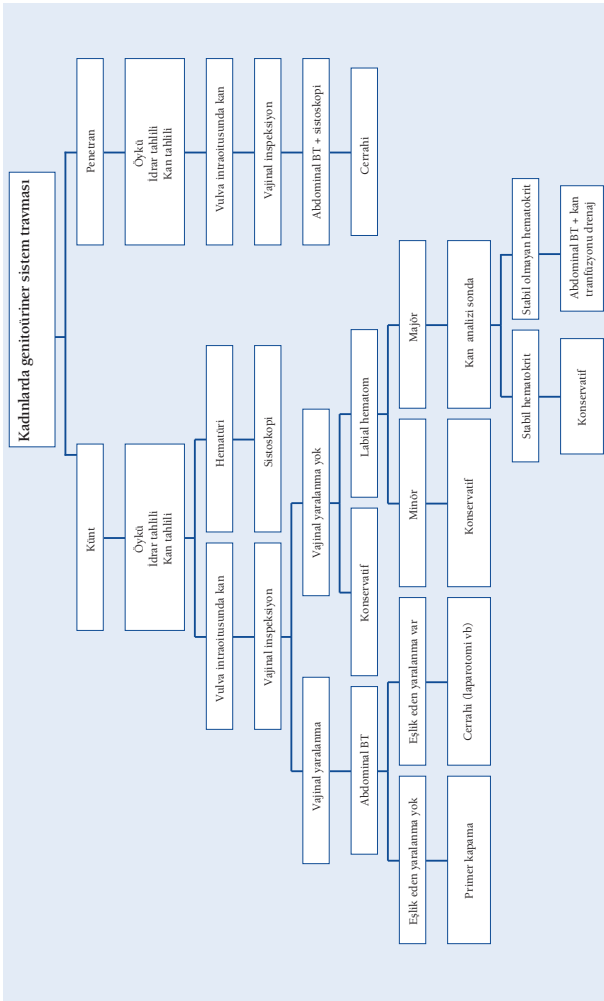 Kadınlarda genitoüriner sistem travması
Künt
Penetran
Öykü
İdrar tahlili
Kan tahlili
Öykü
İdrar tahlili
Kan tahlili
Vulva intraoitusunda kan
Hematüri
Vulva intraoitusunda kan
Vajinal inspeksiyon
Sistoskopi
Vajinal inspeksiyon
Vajinal yaralanma
Vajinal yaralanma yok
Abdominal BT + sistoskopi
Abdominal BT
Konservatif
Labial hematom
Cerrahi
Eşlik eden yaralanma yok
Eşlik eden yaralanma var
Minör
Majör
Primer kapama
Cerrahi (laparotomi vb)
Konservatif
Kan analizi sonda
Stabil hematokrit
Stabil olmayan hematokrit
Konservatif
Abdominal BT + kan
tranfüzyonu drenaj